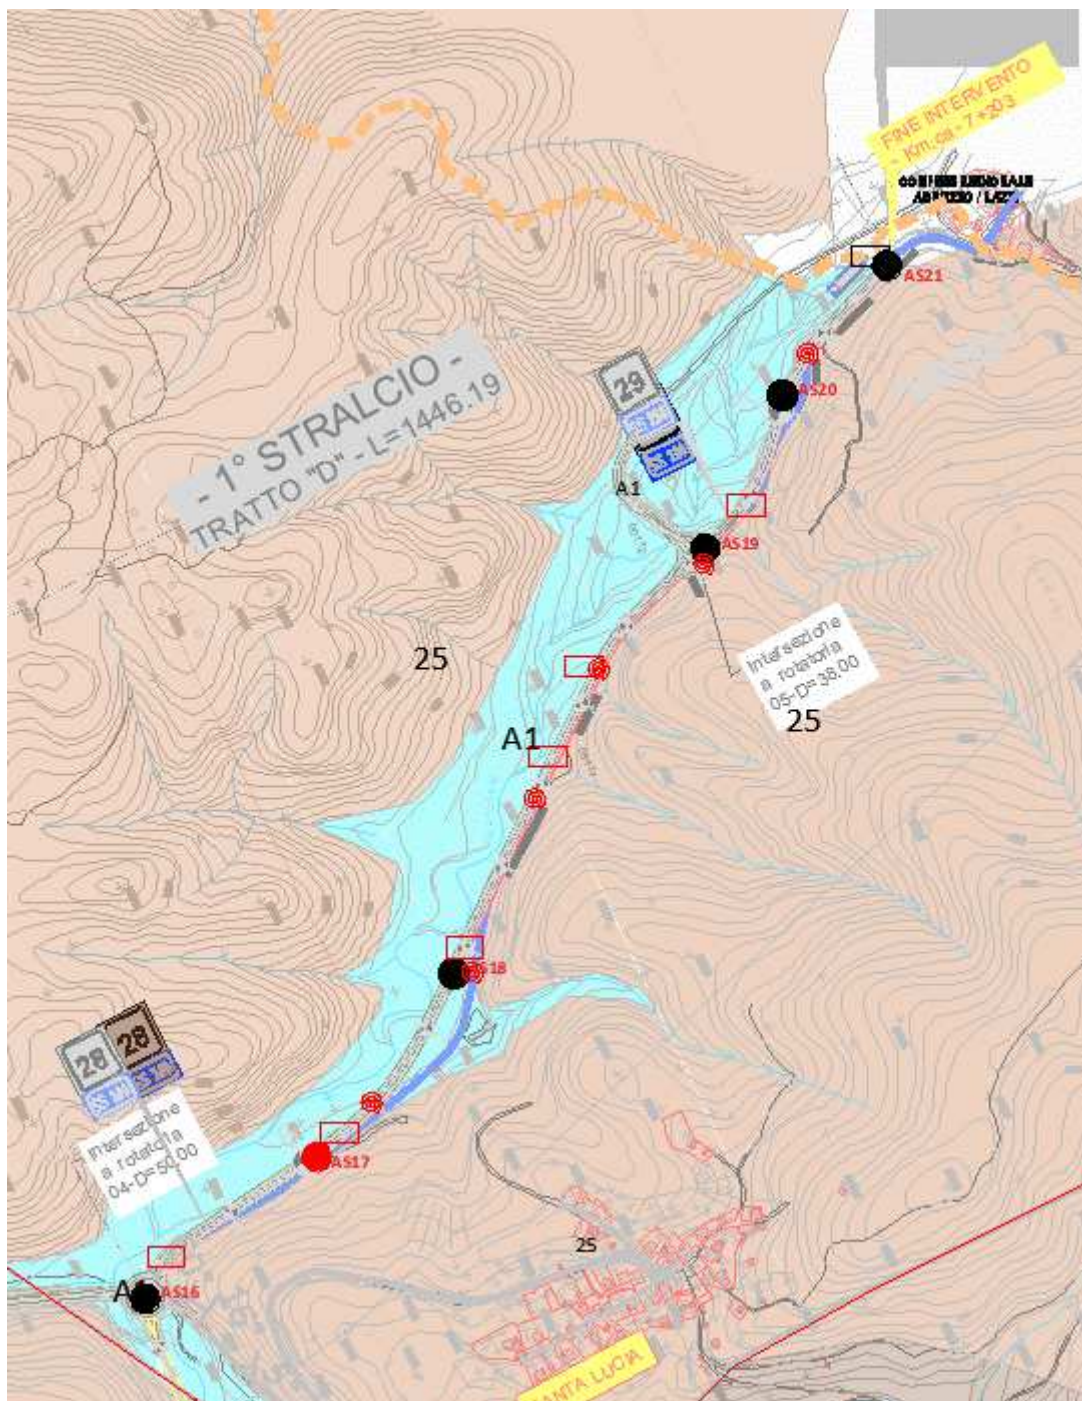 FINE INTERVENTO
- Km. ca - 7+203
AS21
- 1° STRALCIO -
TRATTO "D" - L=1446.19
29
AS20
A1
AS19
Intersezione
a rotatoria
05-D=38.00
25
25
A1
AS18
28
28
Intersezione
a rotatoria
04-D=50.00
AS17
25
AS16
SANTA LUCIA